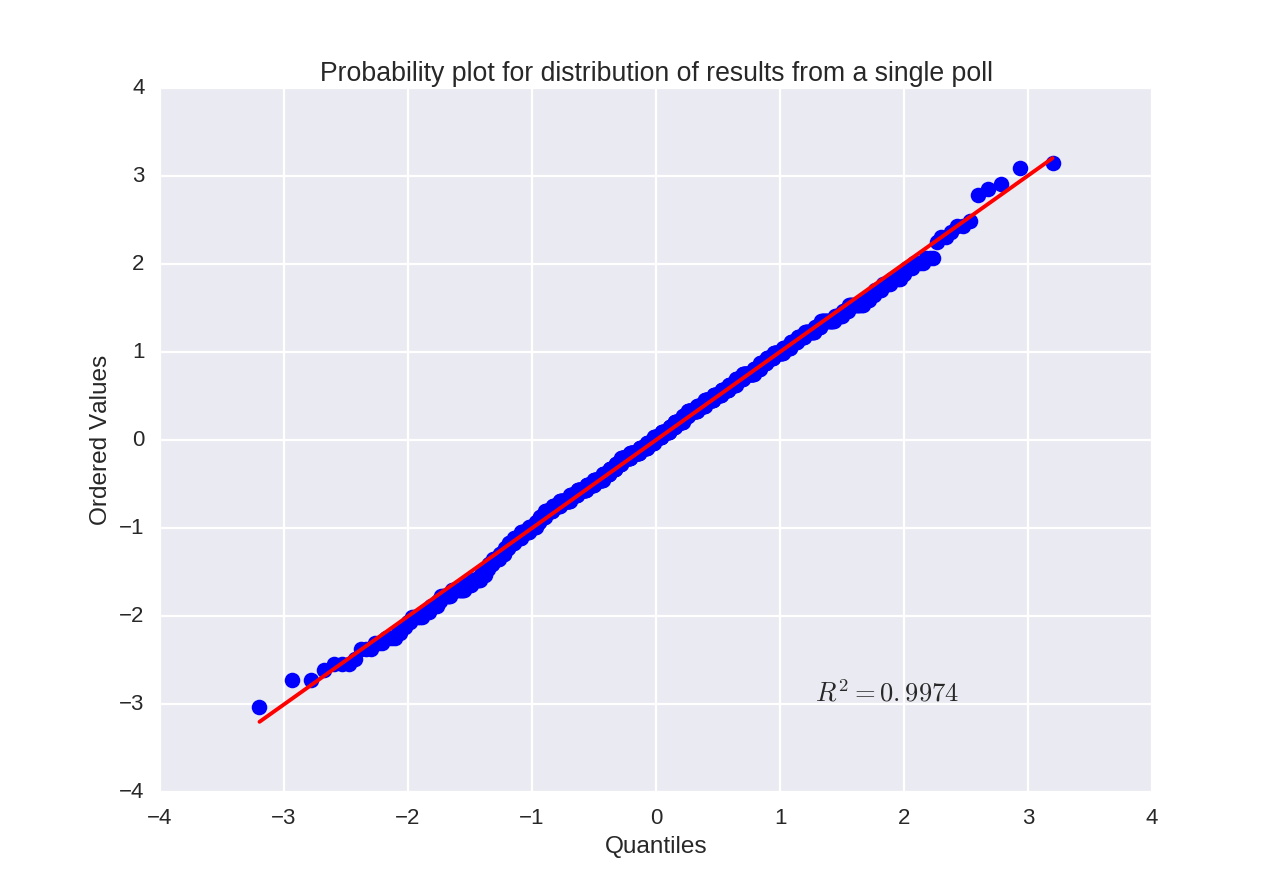 Probability plot for distribution of results from a single poll
4
3
2
1
0
−1
−2
−3
−4
Ordered Values
R² = 0.9974
−4 −3 −2 −1 0 1 2 3 4
Quantiles